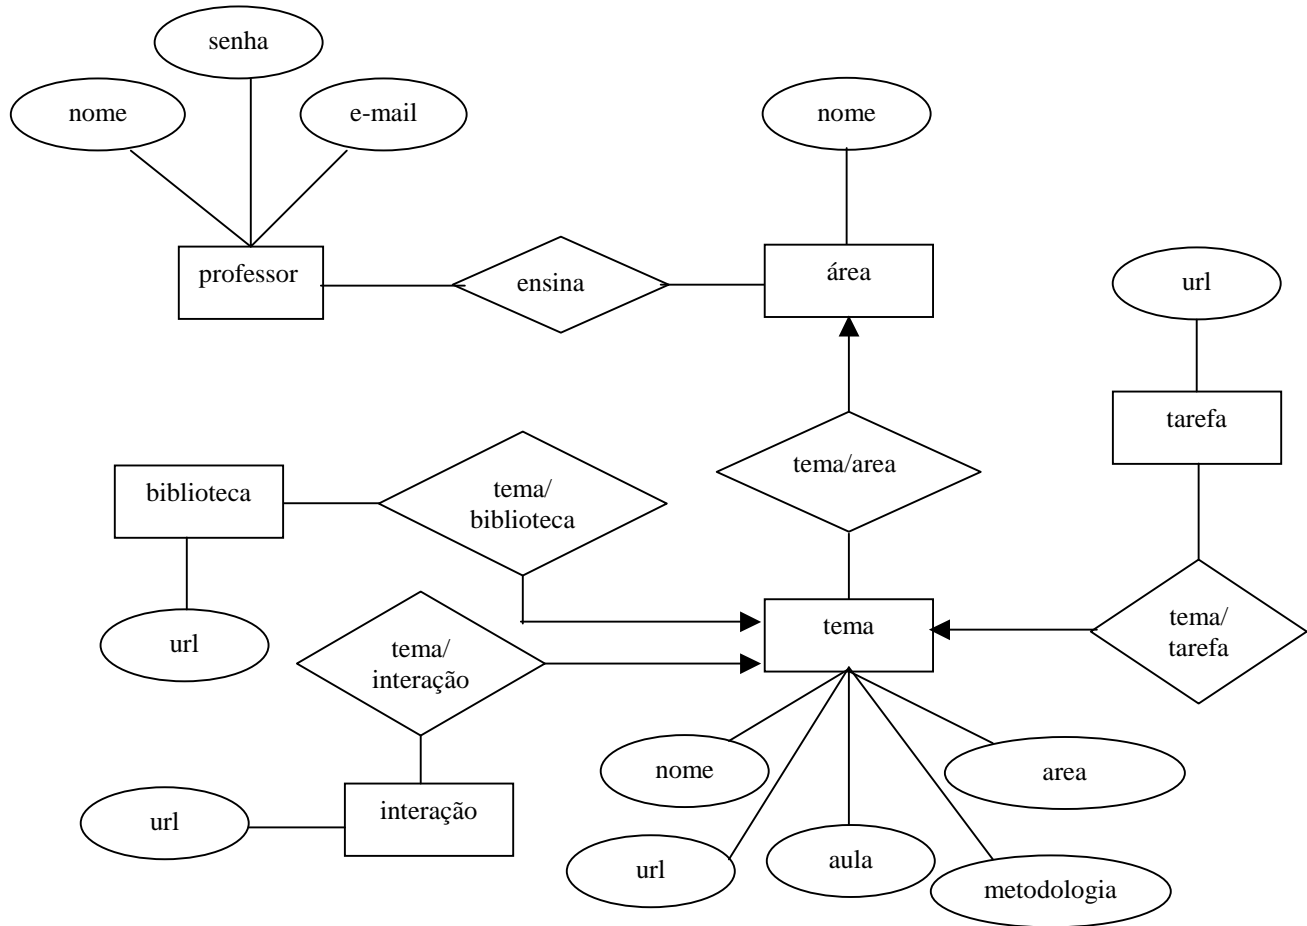 senha
nome
e-mail
nome
professor
ensina
área
url
tarefa
tema/area
biblioteca
tema/
biblioteca
tema
tema/
tarefa
url
tema/
interação
nome
area
url
interação
url
aula
metodologia